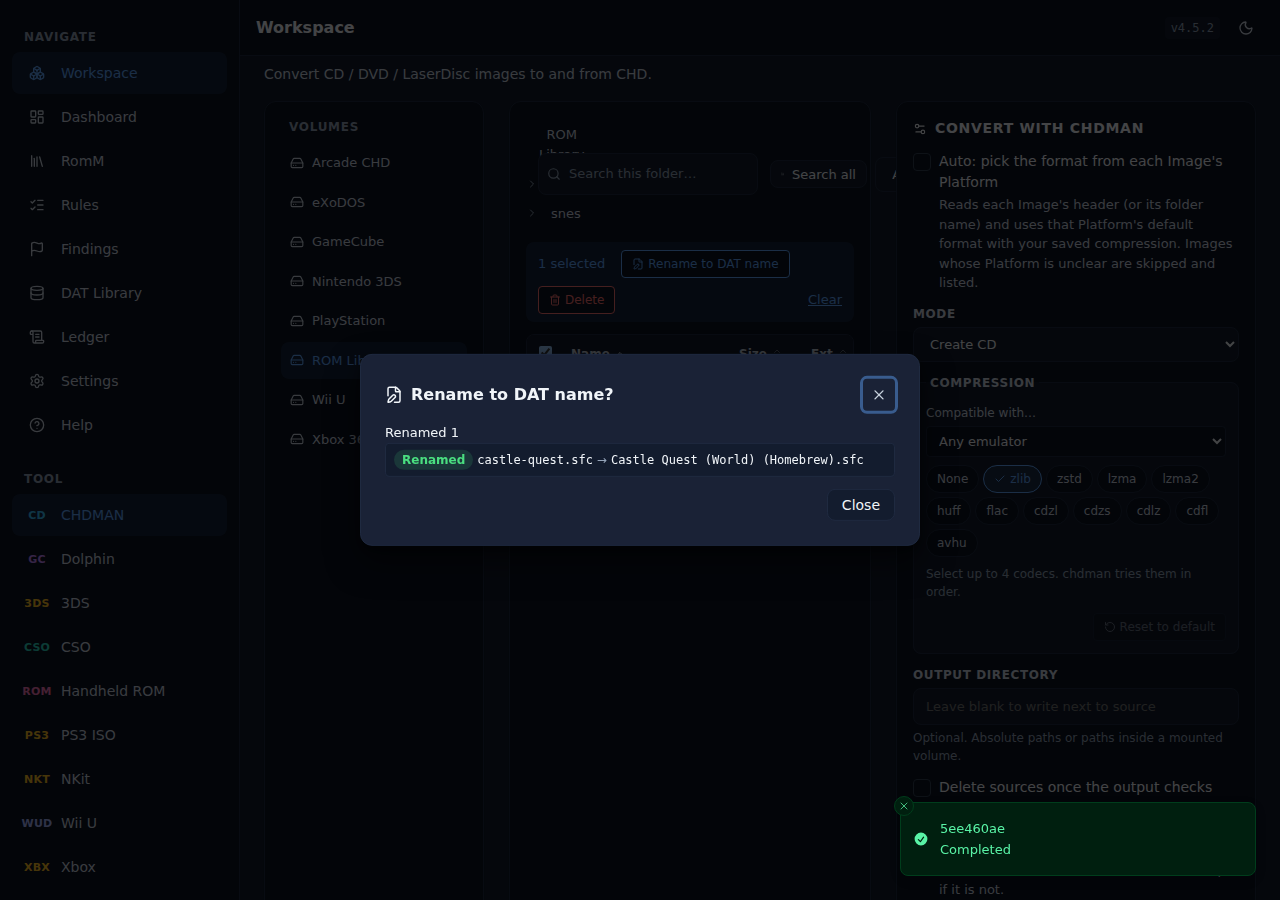 NAVIGATE
Workspace
Dashboard
RomM
Rules
Findings
DAT Library
Ledger
Settings
Help
TOOL
CD CHDMAN
GC Dolphin
3DS 3DS
CSO CSO
ROM Handheld ROM
PS3 PS3 ISO
NKT NKit
WUD Wii U
XBX Xbox
Workspace
v4.5.2
Convert CD / DVD / LaserDisc images to and from CHD.
VOLUMES
Arcade CHD
eXoDOS
GameCube
Nintendo 3DS
PlayStation
ROM Lib
Wii U
Xbox 36
ROM
Library
Search this folder…
Search all
snes
1 selected
Rename to DAT name
Delete
Clear
Name
Size
Ext
CONVERT WITH CHDMAN
Auto: pick the format from each Image's
Platform
Reads each Image's header (or its folder
name) and uses that Platform's default
format with your saved compression. Images
whose Platform is unclear are skipped and
listed.
MODE
Create CD
COMPRESSION
Compatible with…
Any emulator
None zlib zstd lzma lzma2
huff flac cdzl cdzs cdlz cdfl
avhu
Select up to 4 codecs. chdman tries them in
order.
Reset to default
OUTPUT DIRECTORY
Leave blank to write next to source
Optional. Absolute paths or paths inside a mounted
volume.
Delete sources once the output checks
if it is not.
Rename to DAT name?
Renamed 1
Renamed castle-quest.sfc → Castle Quest (World) (Homebrew).sfc
Close
5ee460ae
Completed